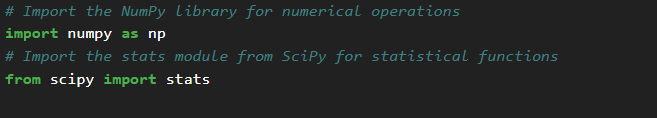 # Import the NumPy library for numerical operations
import numpy as np
# Import the stats module from SciPy for statistical functions
from scipy import stats